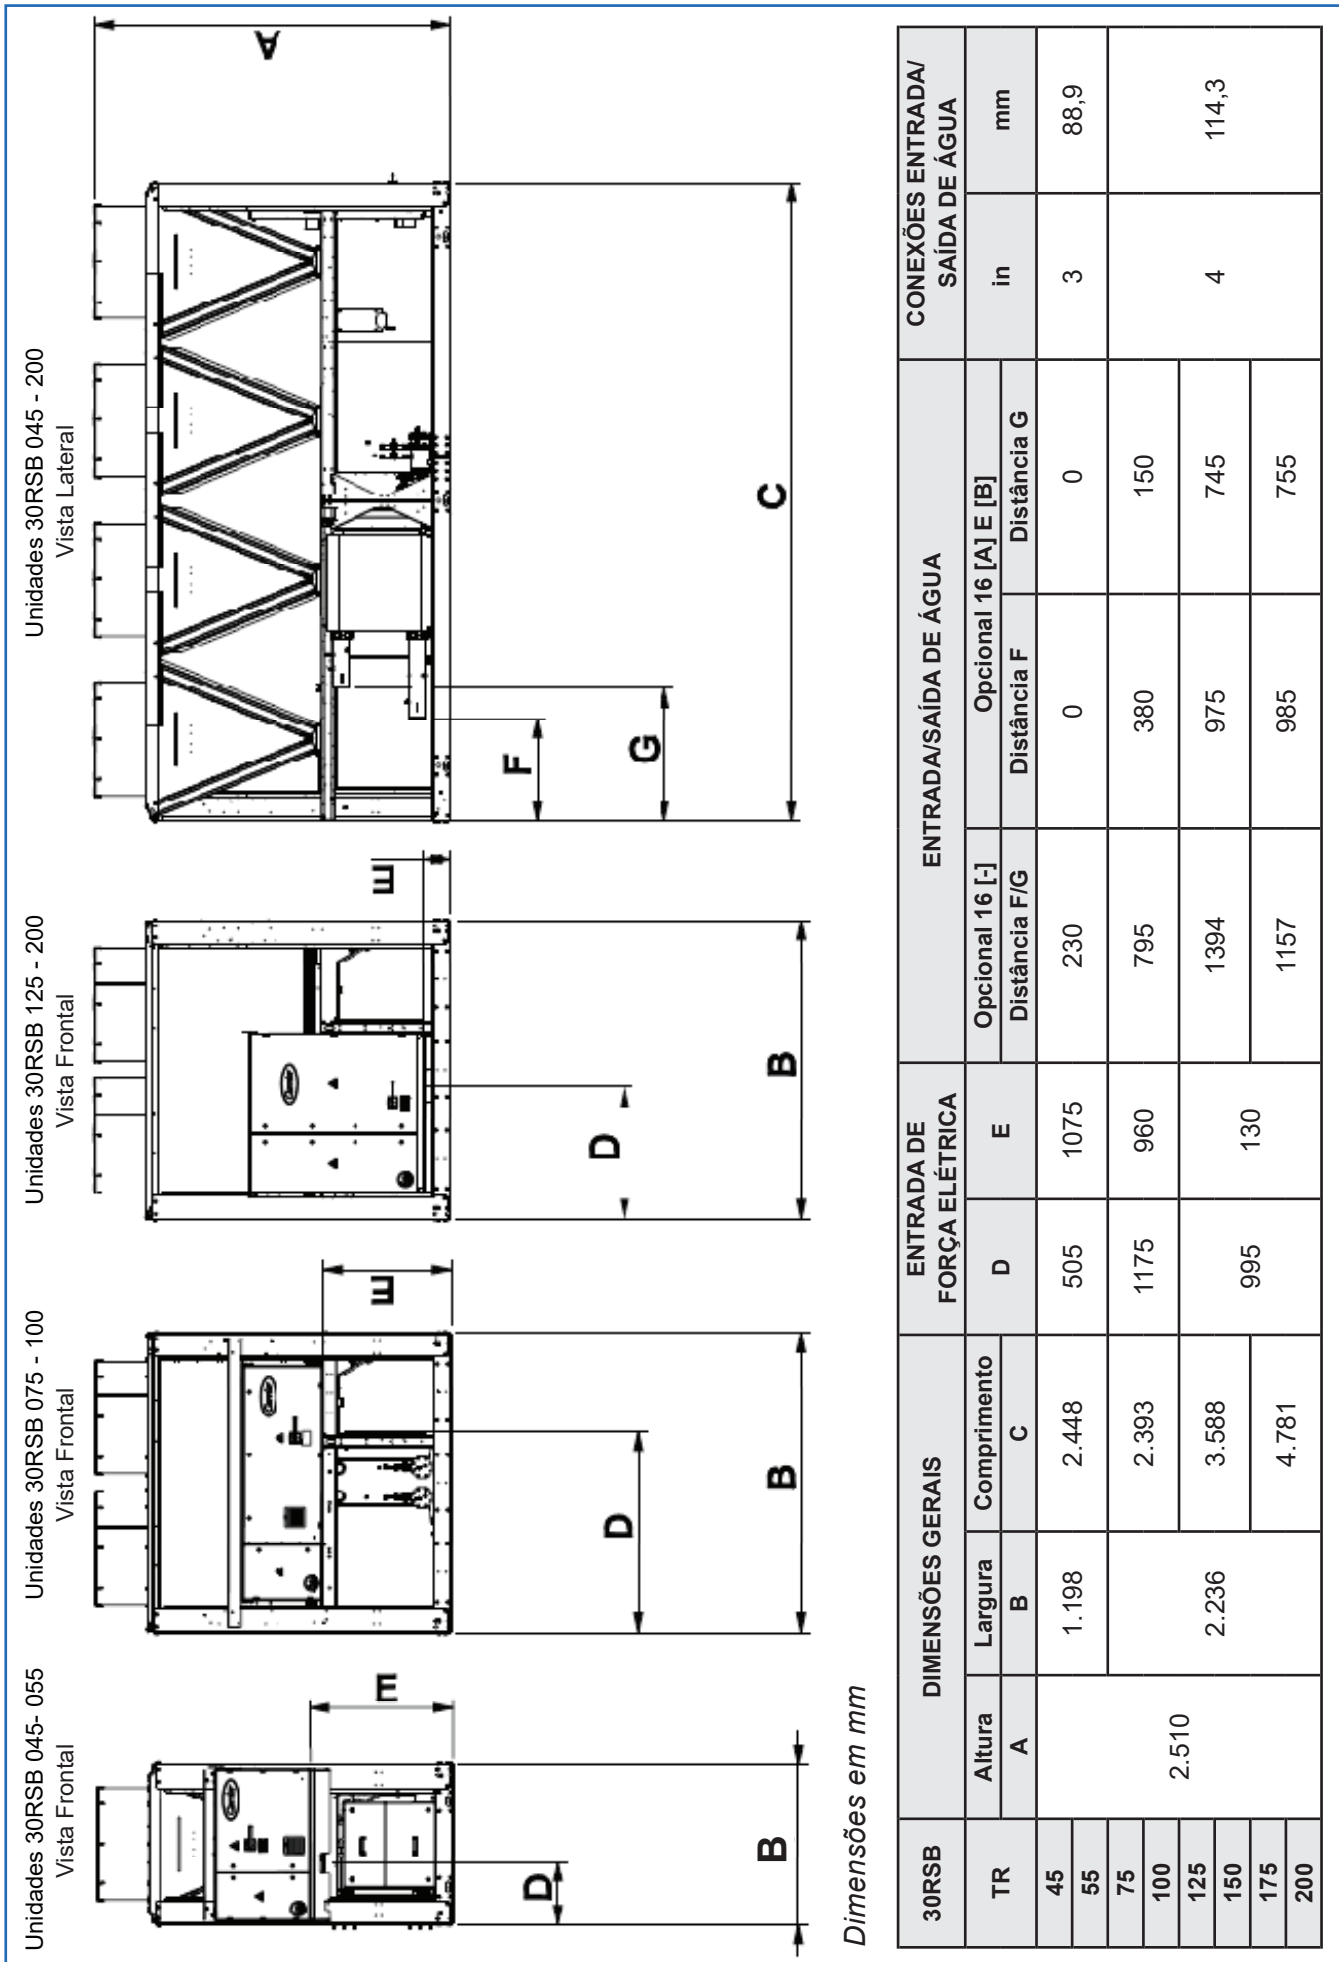 Unidades 30RSB 045- 055
Vista Frontal
Unidades 30RSB 075 - 100
Vista Frontal
Unidades 30RSB 125 - 200
Vista Frontal
Unidades 30RSB 045 - 200
Vista Lateral
E
D
B
E
D
B
E
D
B
A
F
G
C
Dimensões em mm
30RSB DIMENSÕES GERAIS ENTRADA DE FORÇA ELÉTRICA ENTRADA/SAÍDA DE ÁGUA CONEXÕES ENTRADA/ SAÍDA DE ÁGUA
TR Altura Largura Comprimento D E Opcional 16 [-] Opcional 16 [A] E [B] in mm
A B C Distância F/G Distância F Distância G
45 2.510 1.198 2.448 505 1075 230 0 0 3 88,9
55
75 2.236 2.393 1175 960 795 380 150 4 114,3
100
125 3.588 995 130 1394 975 745
150
175 4.781 1157 985 755
200